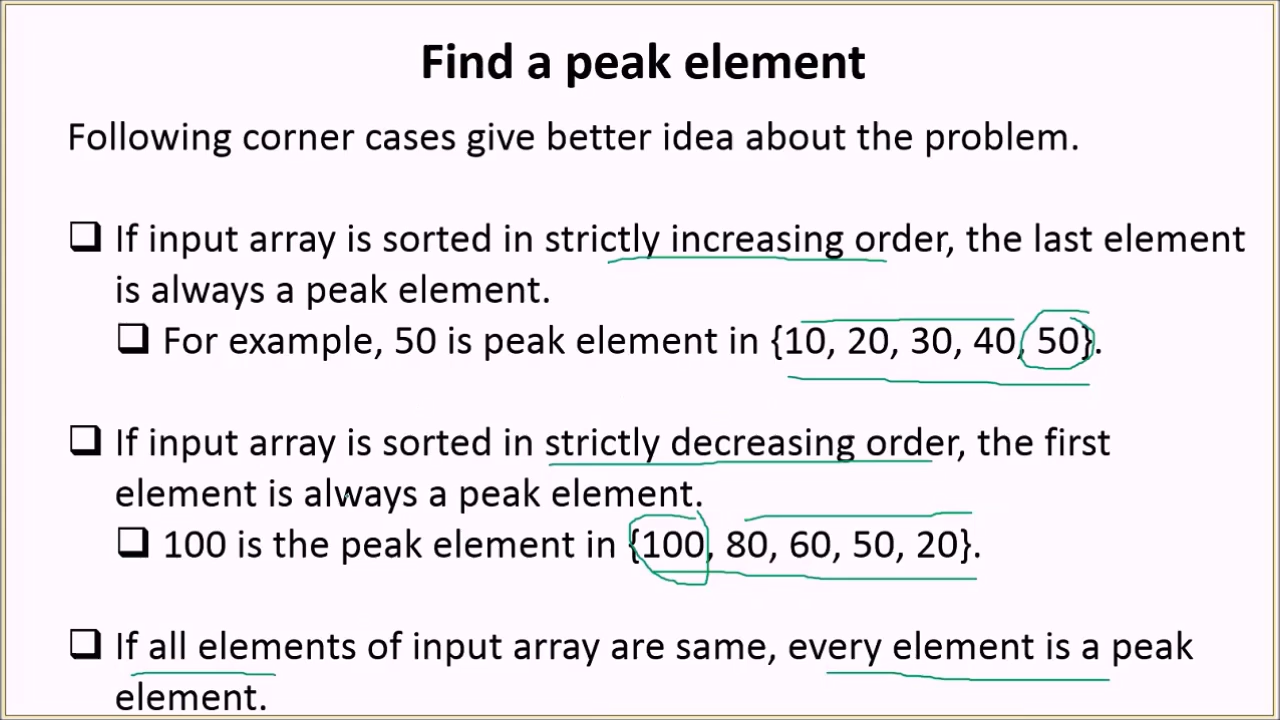 Find a peak element
Following corner cases give better idea about the problem.
❑ If input array is sorted in strictly increasing order, the last element
is always a peak element.
❑ For example, 50 is peak element in {10, 20, 30, 40, 50}.
❑ If input array is sorted in strictly decreasing order, the first
element is always a peak element.
❑ 100 is the peak element in {100, 80, 60, 50, 20}.
❑ If all elements of input array are same, every element is a peak
element.